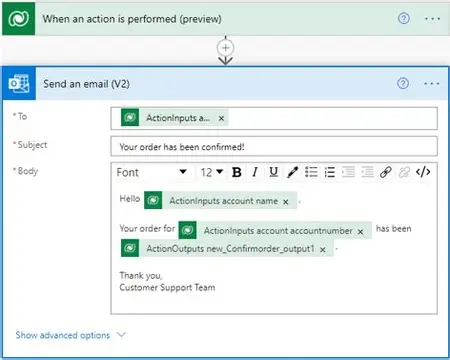 When an action is performed (preview)
Send an email (V2)
* To
ActionInputs a... ×
* Subject
Your order has been confirmed!
* Body
Font 12 B I U </>
Hello ActionInputs account name × .
Your order for ActionInputs account accountnumber × has been
ActionOutputs new_Confirmorder_output1 × .
Thank you,
Customer Support Team
Show advanced options